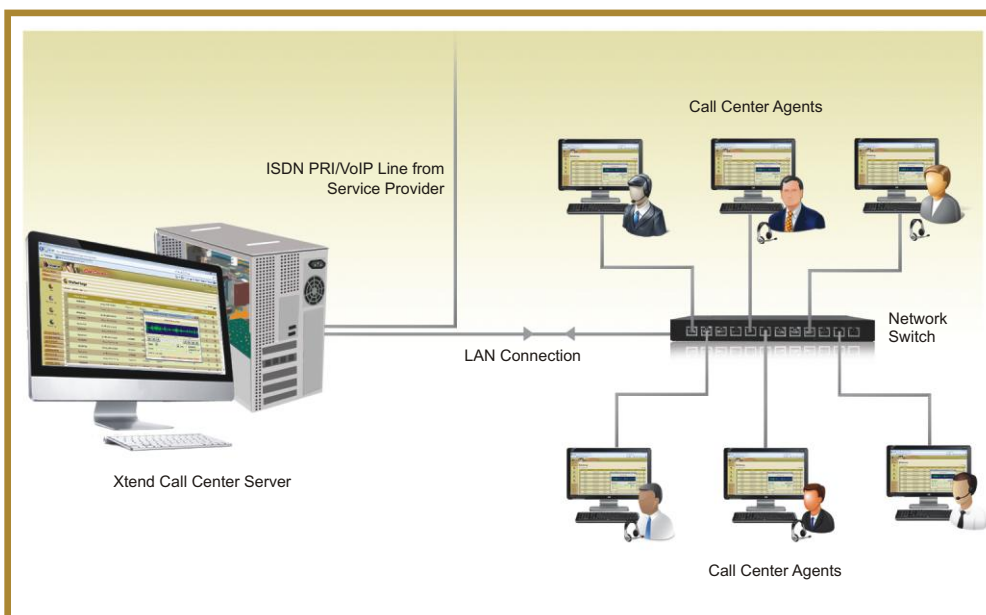 Call Center Agents
ISDN PRI/VoIP Line from
Service Provider
Network
Switch
LAN Connection
Xtend Call Center Server
Call Center Agents